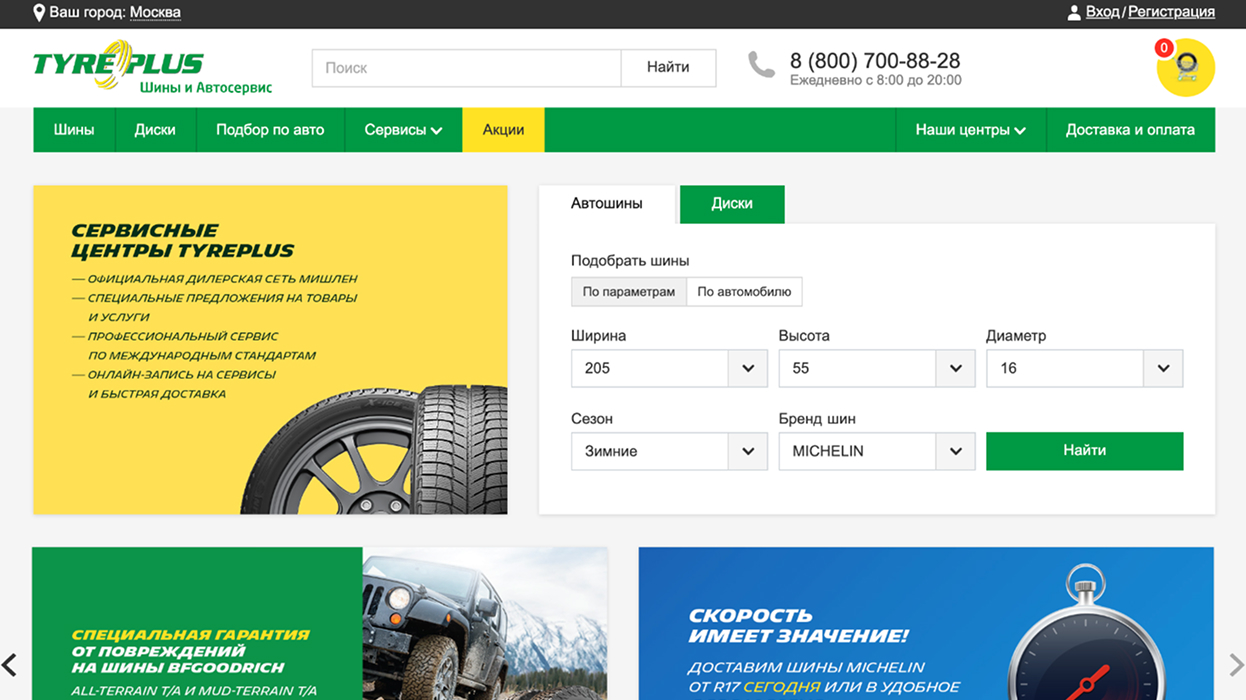 Ваш город: Москва
Вход / Регистрация
TYREPLUS
Шины и Автосервис
Поиск
Найти
8 (800) 700-88-28
Ежедневно с 8:00 до 20:00
0
Шины
Диски
Подбор по авто
Сервисы
Акции
Наши центры
Доставка и оплата
СЕРВИСНЫЕ
ЦЕНТРЫ TYREPLUS
— ОФИЦИАЛЬНАЯ ДИЛЕРСКАЯ СЕТЬ МИШЛЕН
— СПЕЦИАЛЬНЫЕ ПРЕДЛОЖЕНИЯ НА ТОВАРЫ
И УСЛУГИ
— ПРОФЕССИОНАЛЬНЫЙ СЕРВИС
ПО МЕЖДУНАРОДНЫМ СТАНДАРТАМ
— ОНЛАЙН-ЗАПИСЬ НА СЕРВИСЫ
И БЫСТРАЯ ДОСТАВКА
Автошины
Диски
Подобрать шины
По параметрам
По автомобилю
Ширина
Высота
Диаметр
205
55
16
Сезон
Бренд шин
Зимние
MICHELIN
Найти
СПЕЦИАЛЬНАЯ ГАРАНТИЯ
ОТ ПОВРЕЖДЕНИЙ
НА ШИНЫ BFGOODRICH
ALL-TERRAIN T/A И MUD-TERRAIN T/A
СКОРОСТЬ
ИМЕЕТ ЗНАЧЕНИЕ!
ДОСТАВИМ ШИНЫ MICHELIN
ОТ R17 СЕГОДНЯ ИЛИ В УДОБНОЕ